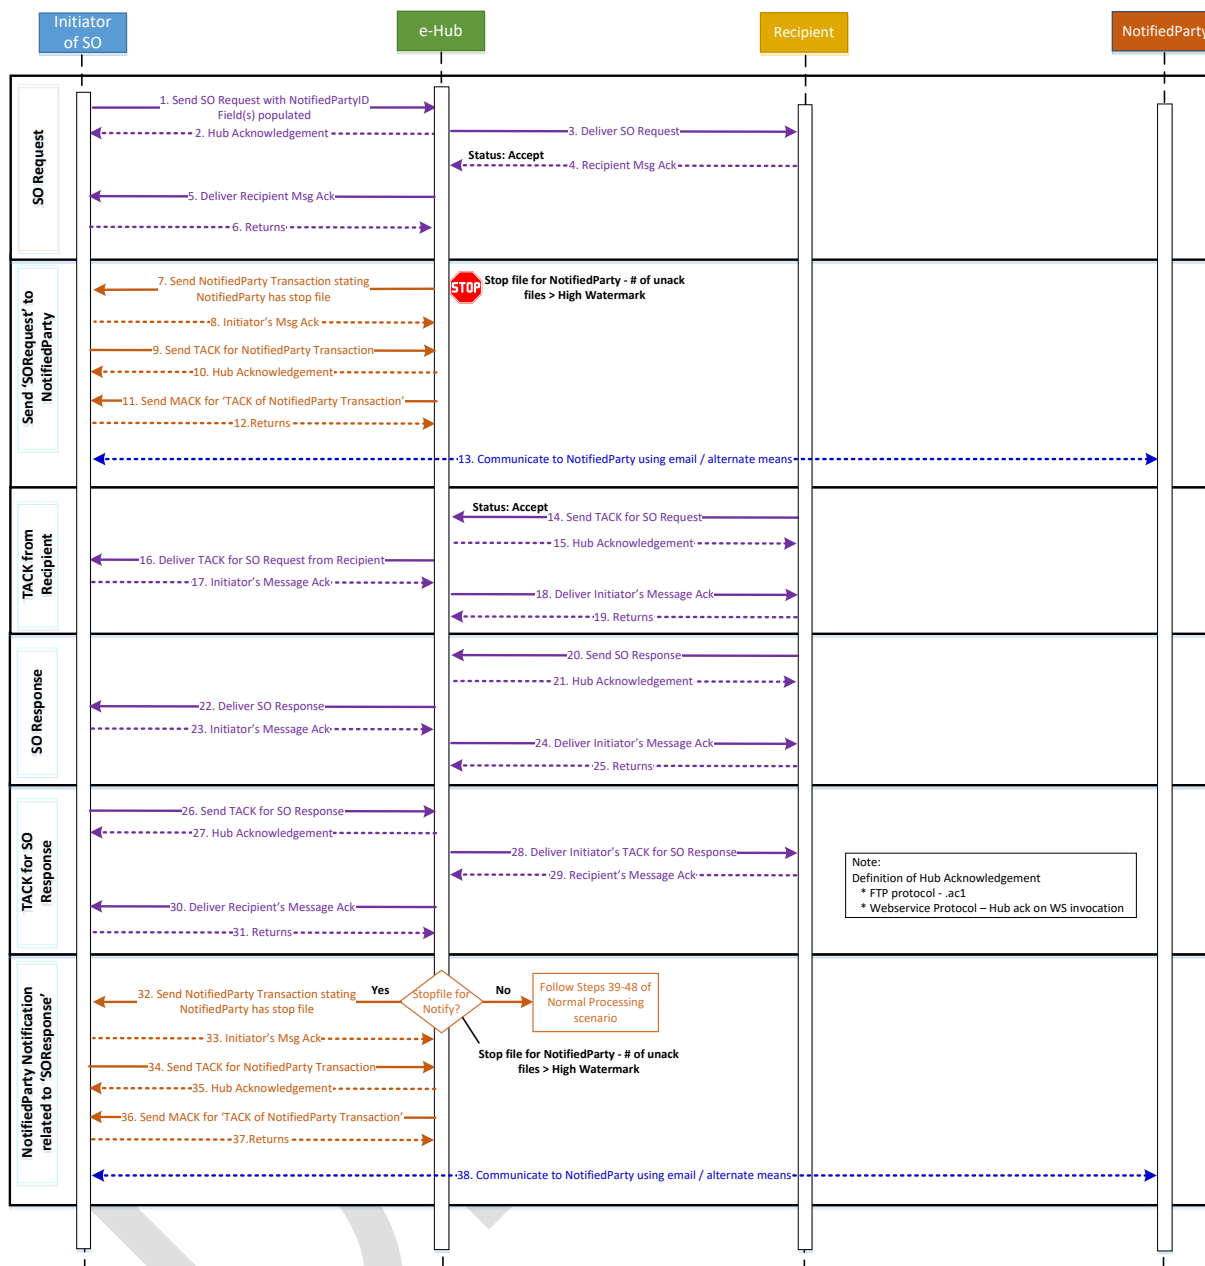 Initiator
of SO
e-Hub
Recipient
NotifiedParty
SO Request
1. Send SO Request with NotifiedPartyID
Field(s) populated
2. Hub Acknowledgement
3. Deliver SO Request
Status: Accept
4. Recipient Msg Ack
5. Deliver Recipient Msg Ack
6. Returns
Send 'SORequest' to
NotifiedParty
7. Send NotifiedParty Transaction stating
NotifiedParty has stop file
STOP
Stop file for NotifiedParty - # of unack
files > High Watermark
8. Initiator's Msg Ack
9. Send TACK for NotifiedParty Transaction
10. Hub Acknowledgement
11. Send MACK for 'TACK of NotifiedParty Transaction'
12.Returns
13. Communicate to NotifiedParty using email / alternate means
TACK from
Recipient
Status: Accept
14. Send TACK for SO Request
15. Hub Acknowledgement
16. Deliver TACK for SO Request from Recipient
17. Initiator's Message Ack
18. Deliver Initiator's Message Ack
19. Returns
SO Response
20. Send SO Response
21. Hub Acknowledgement
22. Deliver SO Response
23. Initiator's Message Ack
24. Deliver Initiator's Message Ack
25. Returns
TACK for SO
Response
26. Send TACK for SO Response
27. Hub Acknowledgement
28. Deliver Initiator's TACK for SO Response
29. Recipient's Message Ack
30. Deliver Recipient's Message Ack
31. Returns
Note:
Definition of Hub Acknowledgement
* FTP protocol - .ac1
* Webservice Protocol – Hub ack on WS invocation
NotifiedParty Notification
related to 'SOResponse'
32. Send NotifiedParty Transaction stating
NotifiedParty has stop file
Yes
Stopfile for
Notify?
No
Follow Steps 39-48 of
Normal Processing
scenario
33. Initiator's Msg Ack
Stop file for NotifiedParty - # of unack
files > High Watermark
34. Send TACK for NotifiedParty Transaction
35. Hub Acknowledgement
36. Send MACK for 'TACK of NotifiedParty Transaction'
37.Returns
38. Communicate to NotifiedParty using email / alternate means